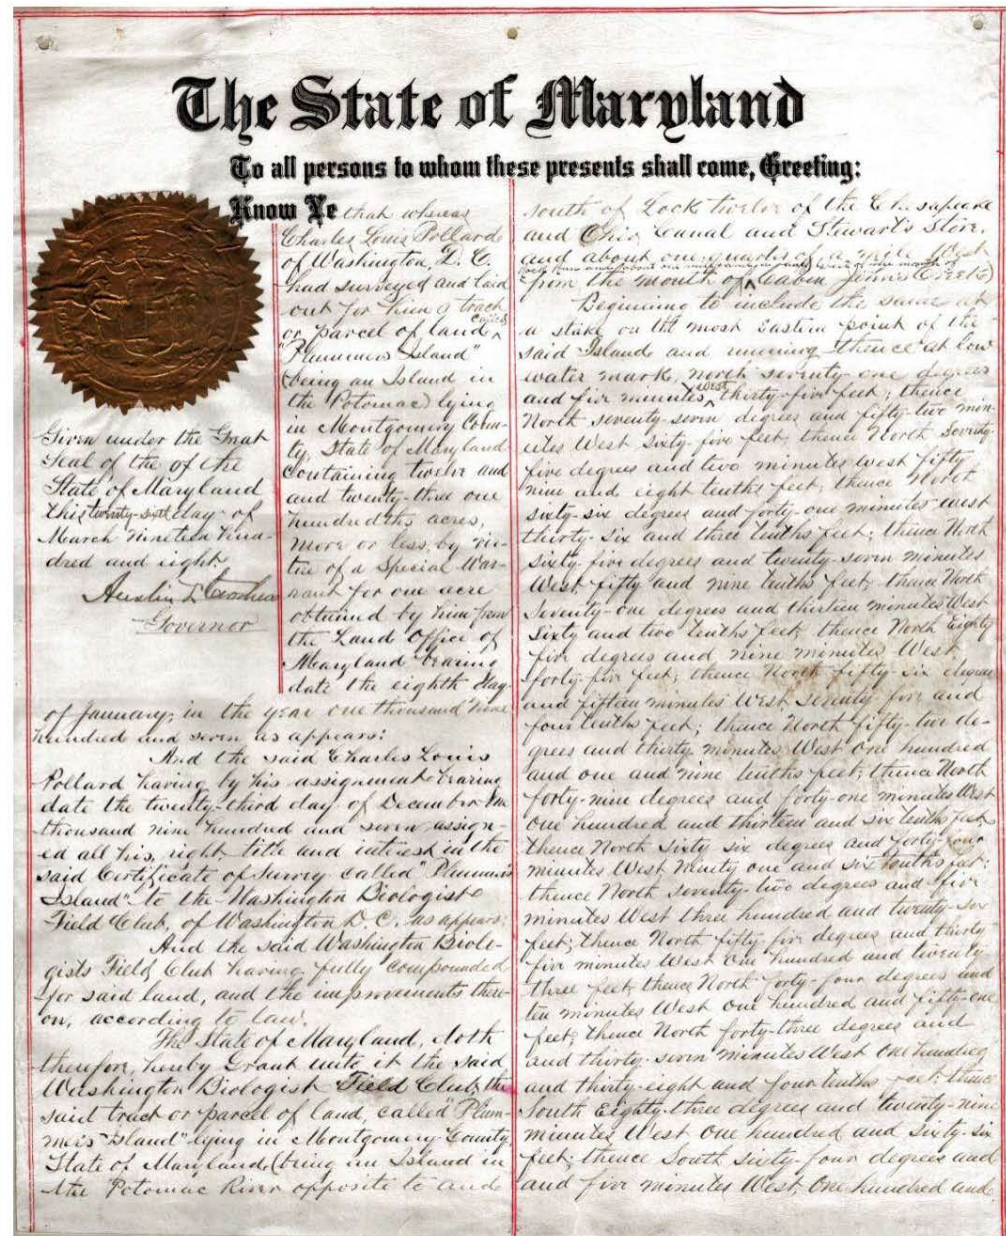 The State of Maryland
To all persons to whom these presents shall come, Greeting:
Know Ye that whereas
Charles Louis Pollard
of Washington, D. C.
had surveyed and laid
out for him a tract
called
or parcel of land
"Plummers Island"
(being an Island in
the Potomac) lying
in Montgomery Coun-
ty, State of Maryland
Containing twelve and
and twenty-three one
hundredths acres,
more or less, by vir-
tue of a Special War-
rant for one acre
obtained by him from
the Land Office of
Maryland bearing
date the eighth day
of January, in the year one thousand nine
hundred and seven as appears:
And the said Charles Louis
Pollard having by his assignment bearing
date the twenty-third day of December one
thousand nine hundred and seven assign-
ed all his, right, title and interest in the
said Certificate of Survey called "Plummer's
Island" to the Washington Biologists
Field Club, of Washington D. C. as appears:
And the said Washington Biolo-
gists Field Club having fully compounded
for said land, and the improvements there-
on, according to law.
The State of Maryland, doth
therefore, hereby Grant unto it the said
Washington Biologist Field Club, the
said tract or parcel of land, called "Plum-
mer's Island" lying in Montgomery County
State of Maryland (being an Island in
the Potomac River opposite to and
Given under the Great
Seal of the of the
State of Maryland
this twenty-sixth day of
March nineteen hun-
dred and eight
Austin L Crothers
Governor
south of Lock twelve of the Chesapeake
and Ohio Canal and Stewart's Store,
and about one quarter of a mile West
from the mouth of Cabin John's Creek)
Beginning to include the same at
a stake on the most Eastern point of the
said Island and running thence at low
water mark, North seventy one degrees
west
and five minutes thirty-five feet; thence
North seventy-seven degrees and fifty-two min-
utes West sixty-five feet, thence North seventy
five degrees and two minutes west fifty
nine and eight tenths feet, thence North
sixty-six degrees and forty-one minutes west
thirty-six and three tenths feet; thence North
sixty five degrees and twenty-seven minutes
West, fifty and nine tenths feet, thence North
seventy-one degrees and thirteen minutes West
sixty and two tenths feet, thence North Eighty
five degrees and nine minutes West
forty-five feet; thence North fifty-six degrees
and fifteen minutes West, seventy five and
four tenths feet; thence North fifty-two de-
grees and thirty minutes West one hundred
and one and nine tenths feet; thence North
forty-nine degrees and forty-one minutes West
one hundred and thirteen and six tenths feet
thence North sixty six degrees and forty-four
minutes West Ninety one and six tenths feet;
thence North seventy-two degrees and five
minutes West three hundred and twenty-six
feet; thence North fifty-five degrees and thirty
five minutes West One hundred and twenty-
three feet, thence North forty-four degrees and
ten minutes West One hundred and fifty-one
feet, thence North forty-three degrees and
and thirty-seven minutes West One hundred
and thirty-eight and four tenths feet; thence
South Eighty-three degrees and twenty-nine
minutes West One hundred and sixty-six
feet; thence South sixty-four degrees and
and five minutes West, One hundred and